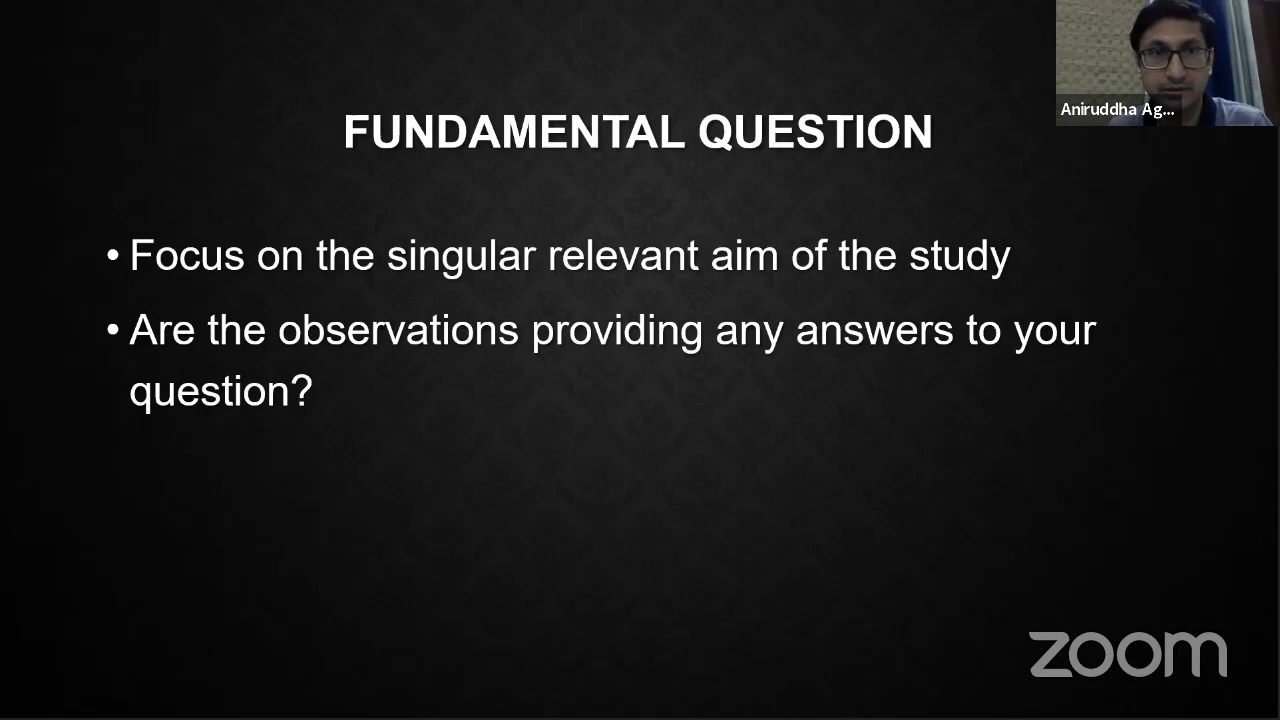 Aniruddha Ag...
FUNDAMENTAL QUESTION
• Focus on the singular relevant aim of the study
• Are the observations providing any answers to your
question?
zoom